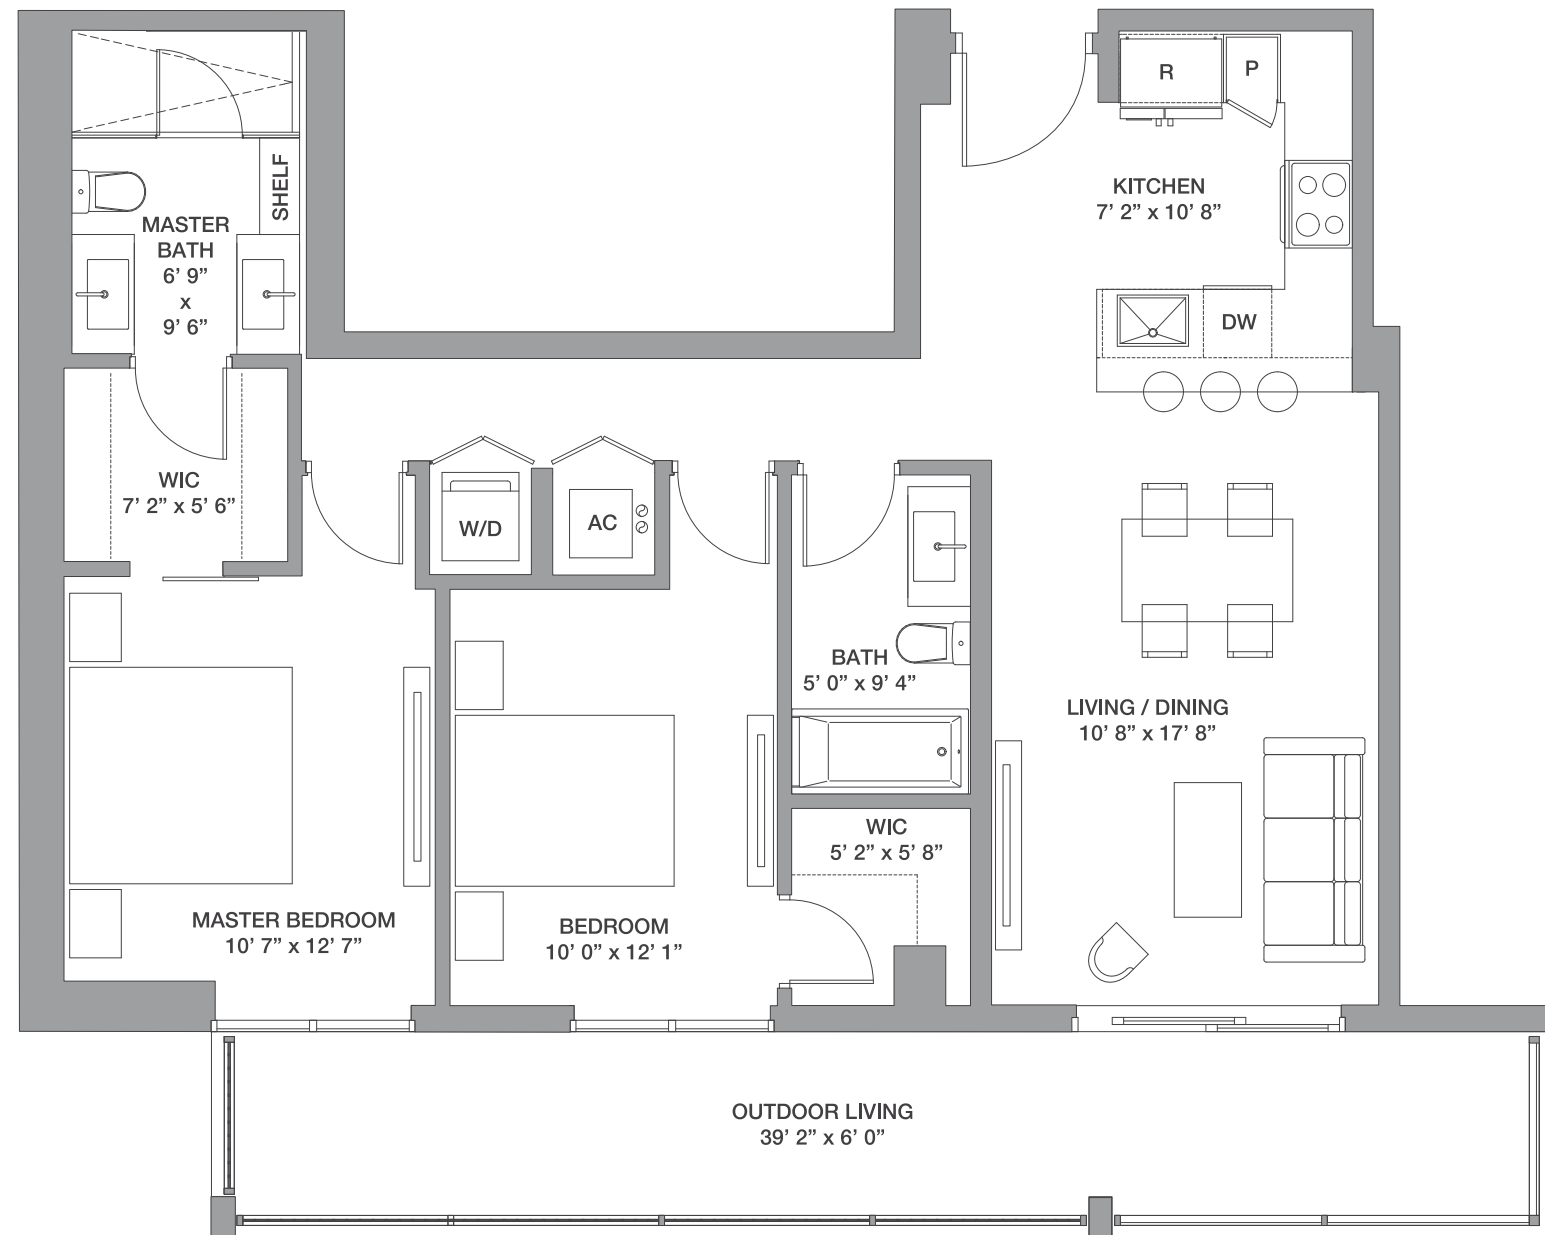 R
P
KITCHEN
7’ 2” x 10’ 8”
SHELF
MASTER
BATH
6’ 9”
x
9’ 6”
DW
WIC
7’ 2” x 5’ 6”
W/D
AC
BATH
5’ 0” x 9’ 4”
LIVING / DINING
10’ 8” x 17’ 8”
WIC
5’ 2” x 5’ 8”
MASTER BEDROOM
10’ 7” x 12’ 7”
BEDROOM
10’ 0” x 12’ 1”
OUTDOOR LIVING
39’ 2” x 6’ 0”